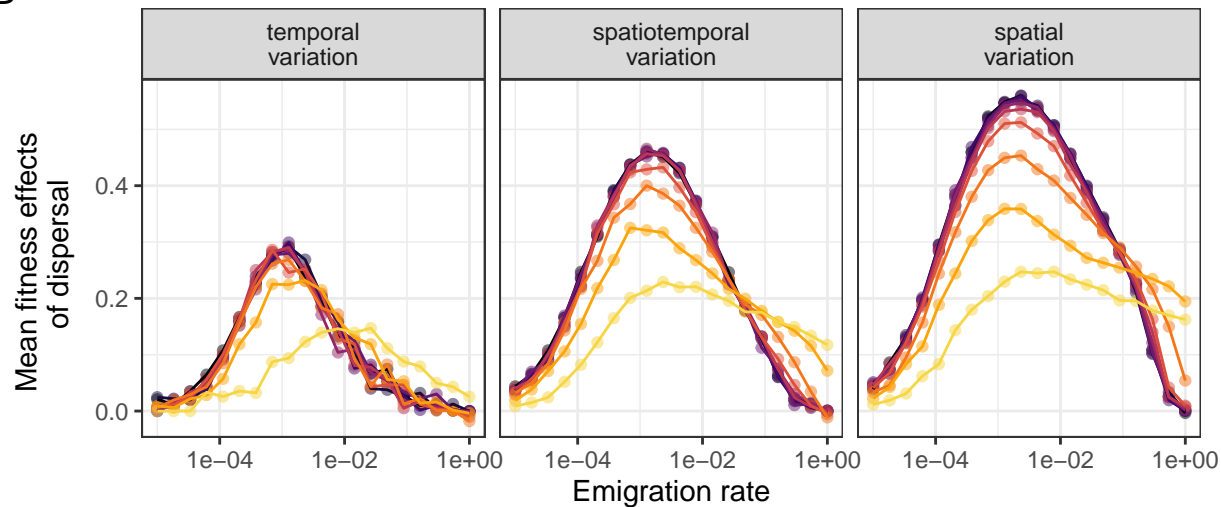 temporal
variation
spatiotemporal
variation
spatial
variation
Mean fitness effects
of dispersal
0.4
0.2
0.0
1e−04 1e−02 1e+00 1e−04 1e−02 1e+00 1e−04 1e−02 1e+00
Emigration rate